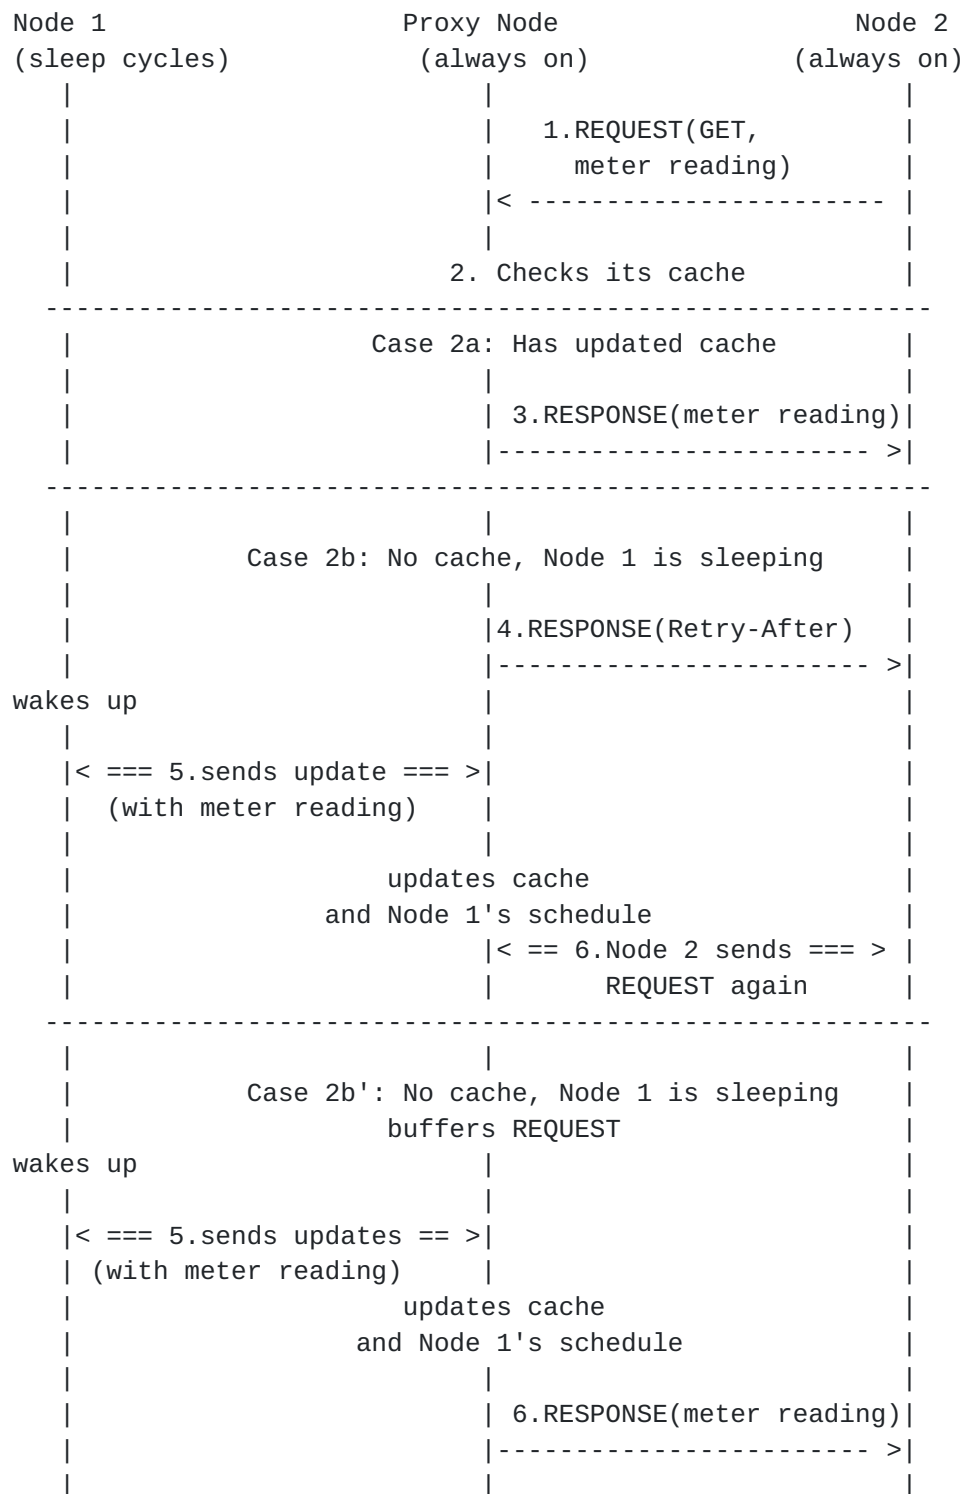 Node 1                   Proxy Node                   Node 2
(sleep cycles)            (always on)             (always on)
   |                          |                          |
   |                          |   1.REQUEST(GET,         |
   |                          |     meter reading)       |
   |                          |< ----------------------- |
   |                          |                          |
   |                        2. Checks its cache          |
  ---------------------------------------------------------
   |                   Case 2a: Has updated cache        |
   |                          |                          |
   |                          | 3.RESPONSE(meter reading)|
   |                          |------------------------ >|
  ---------------------------------------------------------
   |                          |                          |
   |           Case 2b: No cache, Node 1 is sleeping     |
   |                          |                          |
   |                          |4.RESPONSE(Retry-After)   |
   |                          |------------------------ >|
wakes up                      |                          |
   |                          |                          |
   |< === 5.sends update === >|                          |
   |  (with meter reading)    |                          |
   |                          |                          |
   |                    updates cache                    |
   |                and Node 1's schedule                |
   |                          |< == 6.Node 2 sends === > |
   |                          |       REQUEST again      |
  ---------------------------------------------------------
   |                          |                          |
   |           Case 2b': No cache, Node 1 is sleeping    |
   |                    buffers REQUEST                  |
wakes up                      |                          |
   |                          |                          |
   |< === 5.sends updates == >|                          |
   | (with meter reading)     |                          |
   |                     updates cache                   |
   |                  and Node 1's schedule              |
   |                          |                          |
   |                          | 6.RESPONSE(meter reading)|
   |                          |------------------------ >|
   |                          |                          |